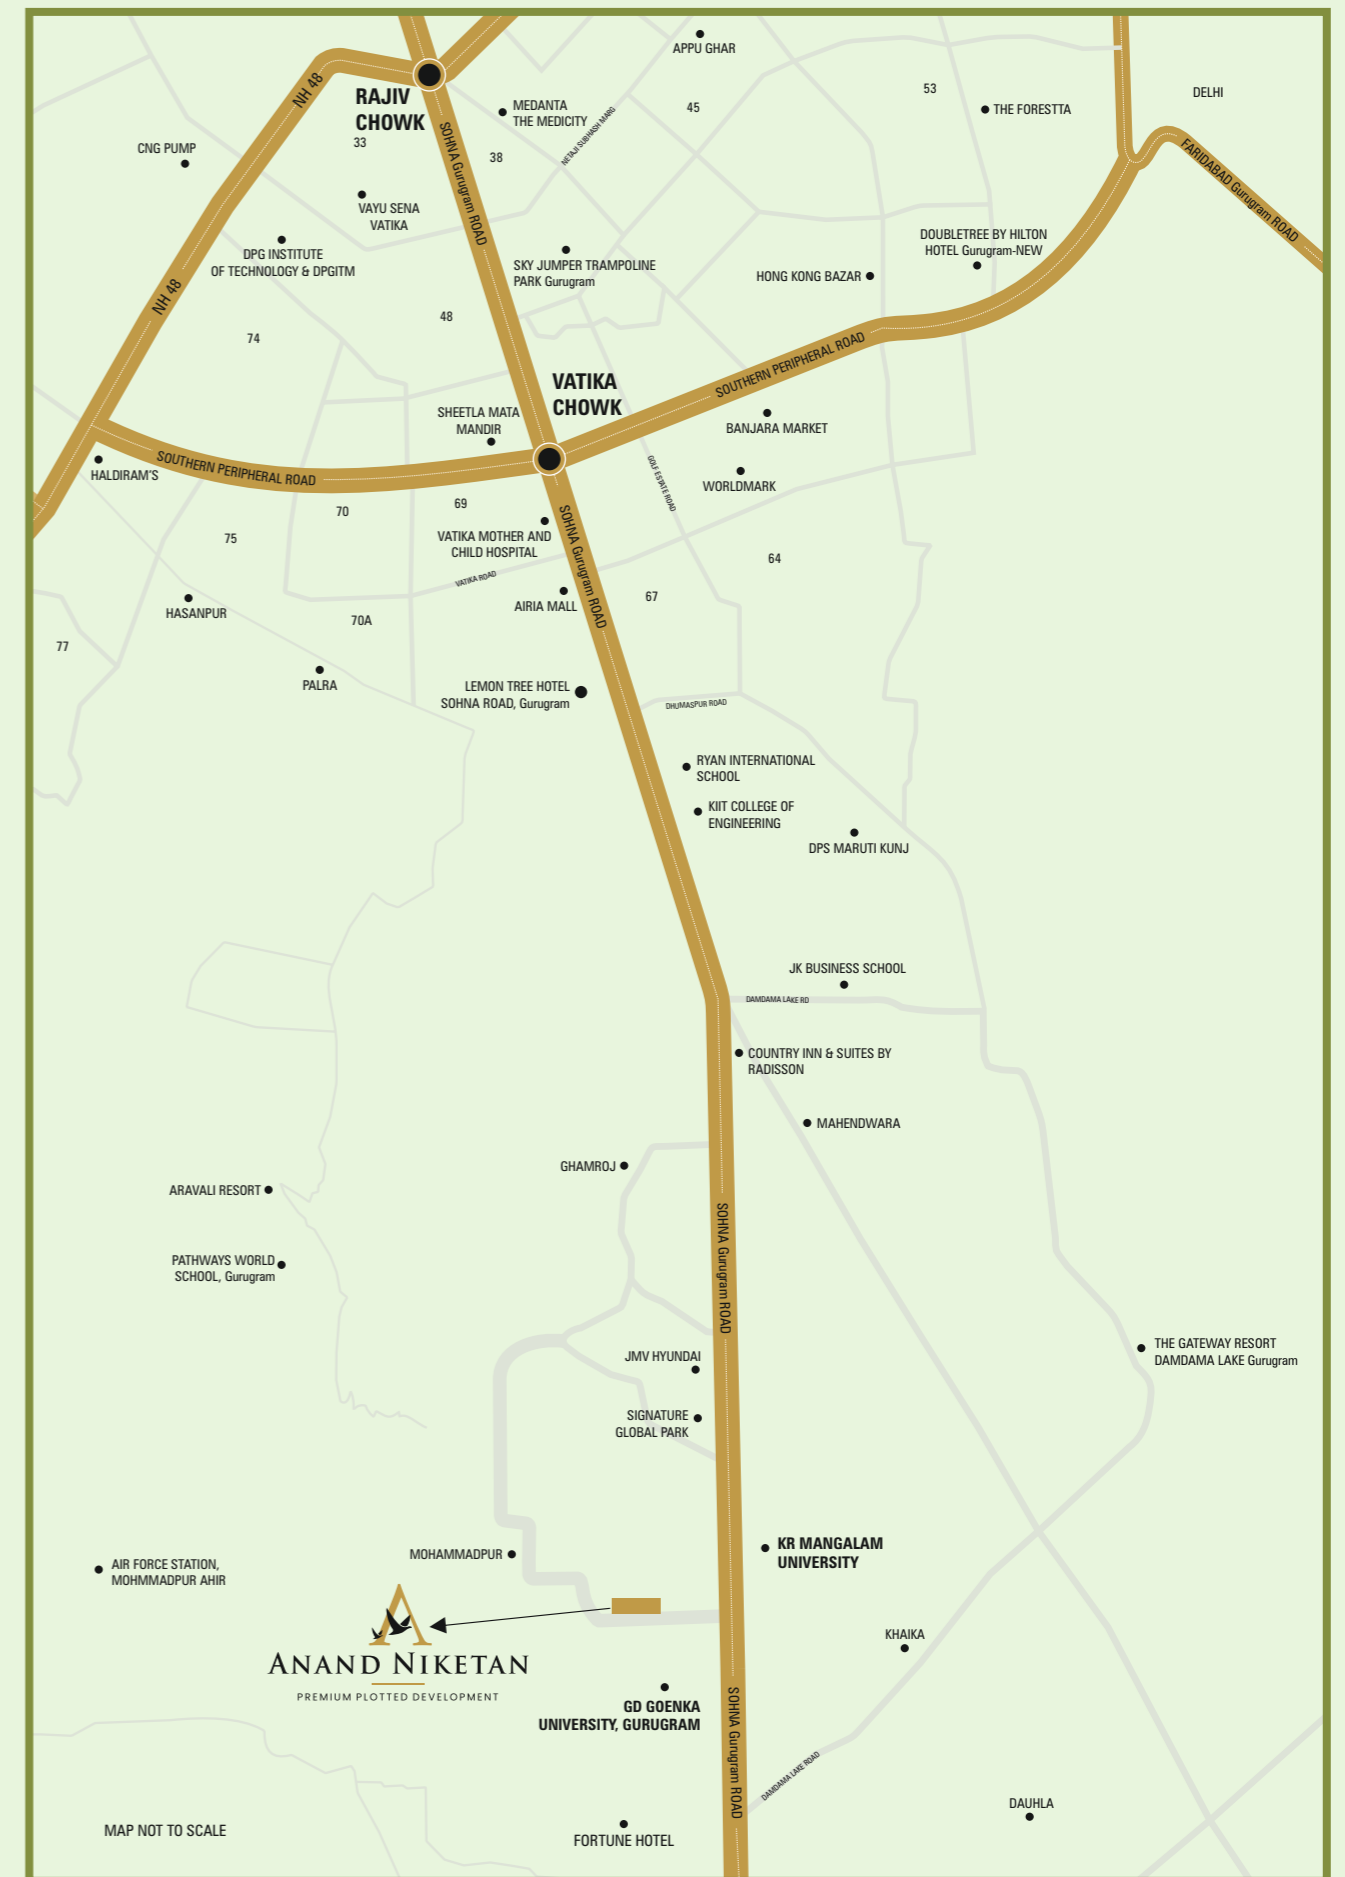 APPU GHAR
NH 48
RAJIV
CHOWK
33
MEDANTA
THE MEDICITY
45
53
THE FORESTTA
DELHI
CNG PUMP
SOHNA Gurugram ROAD
38
NETAJI SUBHASH MARG
FARIDABAD Gurugram ROAD
VAYU SENA
VATIKA
DPG INSTITUTE
OF TECHNOLOGY & DPGITM
SKY JUMPER TRAMPOLINE
PARK Gurugram
HONG KONG BAZAR
DOUBLETREE BY HILTON
HOTEL Gurugram-NEW
NH 48
48
74
VATIKA
CHOWK
SOUTHERN PERIPHERAL ROAD
SHEETLA MATA
MANDIR
BANJARA MARKET
HALDIRAM'S
SOUTHERN PERIPHERAL ROAD
GOLF ESTATE ROAD
WORLDMARK
70
69
75
VATIKA MOTHER AND
CHILD HOSPITAL
SOHNA Gurugram ROAD
64
VATIKA ROAD
HASANPUR
70A
AIRIA MALL
67
77
PALRA
LEMON TREE HOTEL
SOHNA ROAD, Gurugram
DHUMASPUR ROAD
RYAN INTERNATIONAL
SCHOOL
KIIT COLLEGE OF
ENGINEERING
DPS MARUTI KUNJ
JK BUSINESS SCHOOL
DAMDAMA LAKE RD
COUNTRY INN & SUITES BY
RADISSON
MAHENDWARA
GHAMROJ
ARAVALI RESORT
SOHNA Gurugram ROAD
PATHWAYS WORLD
SCHOOL, Gurugram
JMV HYUNDAI
THE GATEWAY RESORT
DAMDAMA LAKE Gurugram
SIGNATURE
GLOBAL PARK
MOHAMMADPUR
KR MANGALAM
UNIVERSITY
AIR FORCE STATION,
MOHMMADPUR AHIR
A
ANAND NIKETAN
PREMIUM PLOTTED DEVELOPMENT
KHAIKA
GD GOENKA
UNIVERSITY, GURUGRAM
SOHNA Gurugram ROAD
DAMDAMA LAKE ROAD
DAUHLA
MAP NOT TO SCALE
FORTUNE HOTEL